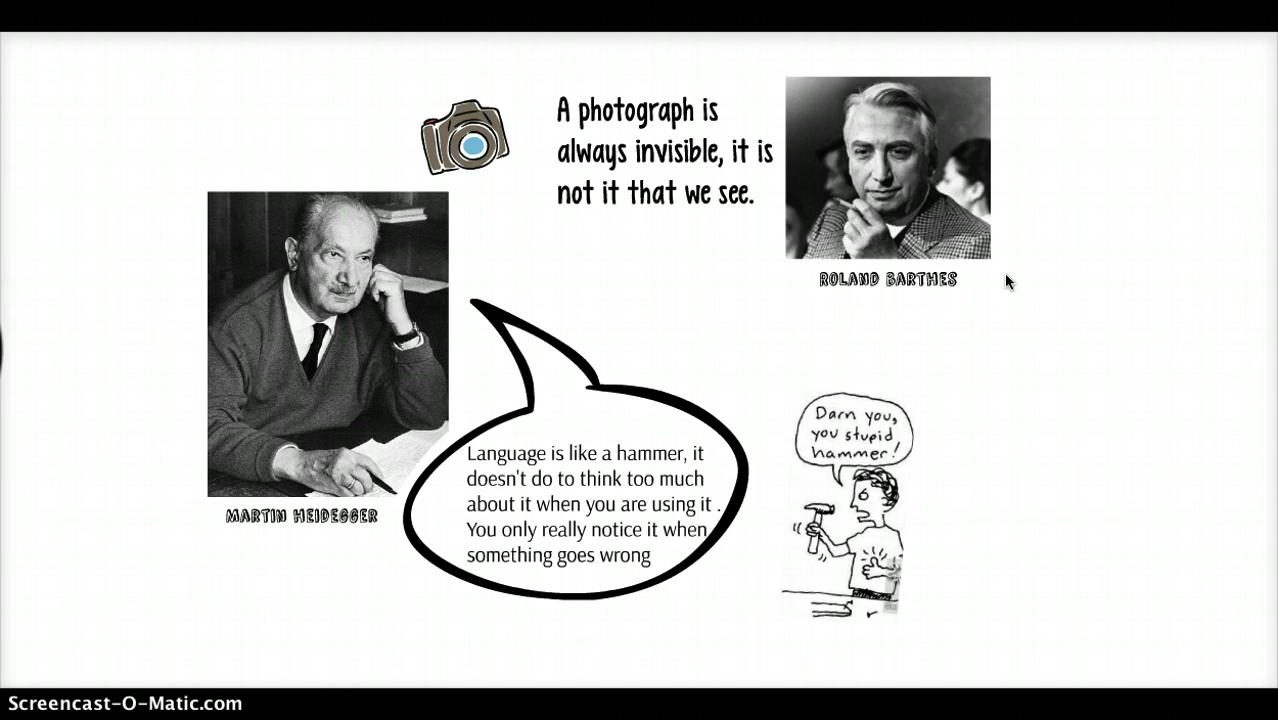 A photograph is
always invisible, it is
not it that we see.
ROLAND BARTHES
MARTIN HEIDEGGER
Language is like a hammer, it
doesn't do to think too much
about it when you are using it .
You only really notice it when
something goes wrong
Darn you,
you stupid
hammer!
Screencast-O-Matic.com